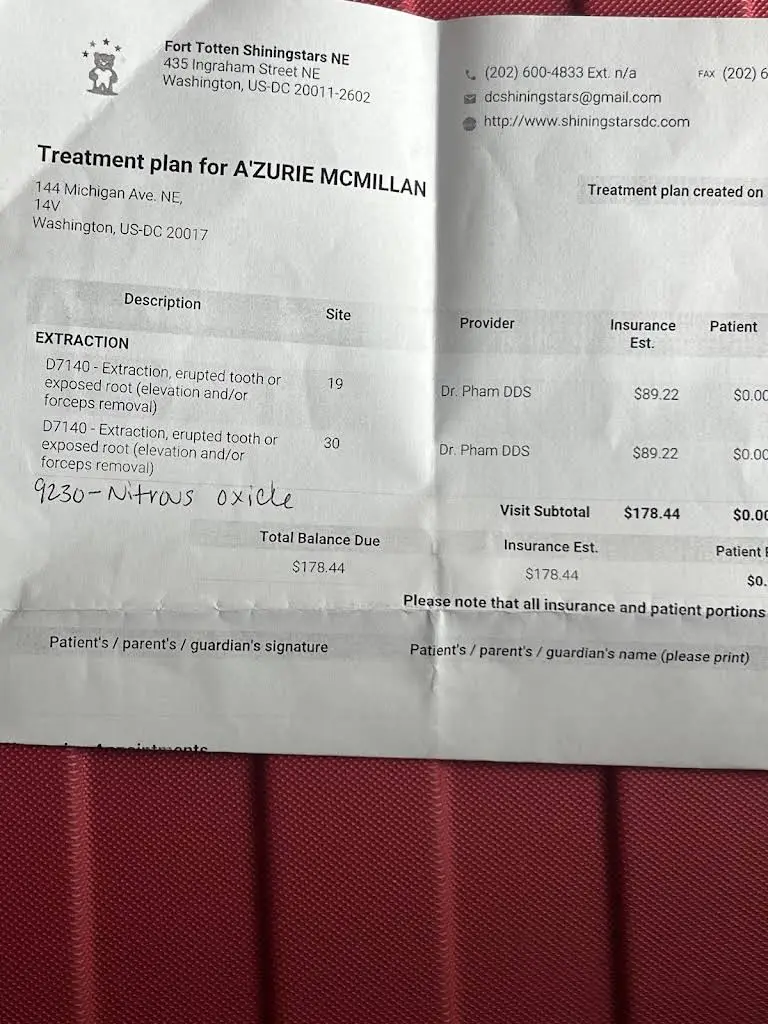 Fort Totten Shiningstars NE
435 Ingraham Street NE
Washington, US-DC 20011-2602
(202) 600-4833 Ext. n/a FAX (202) 6
dcshiningstars@gmail.com
http://www.shiningstarsdc.com
Treatment plan for A'ZURIE MCMILLAN
144 Michigan Ave. NE,
14V
Washington, US-DC 20017
Treatment plan created on
Description Site Provider Insurance Est. Patient
EXTRACTION
D7140 - Extraction, erupted tooth or
exposed root (elevation and/or
forceps removal)
19 Dr. Pham DDS $89.22 $0.00
D7140 - Extraction, erupted tooth or
exposed root (elevation and/or
forceps removal)
30 Dr. Pham DDS $89.22 $0.00
9230-Nitrous oxide
Visit Subtotal $178.44 $0.00
Total Balance Due Insurance Est. Patient
$178.44 $178.44 $0.
Please note that all insurance and patient portions
Patient's / parent's / guardian's signature Patient's / parent's / guardian's name (please print)